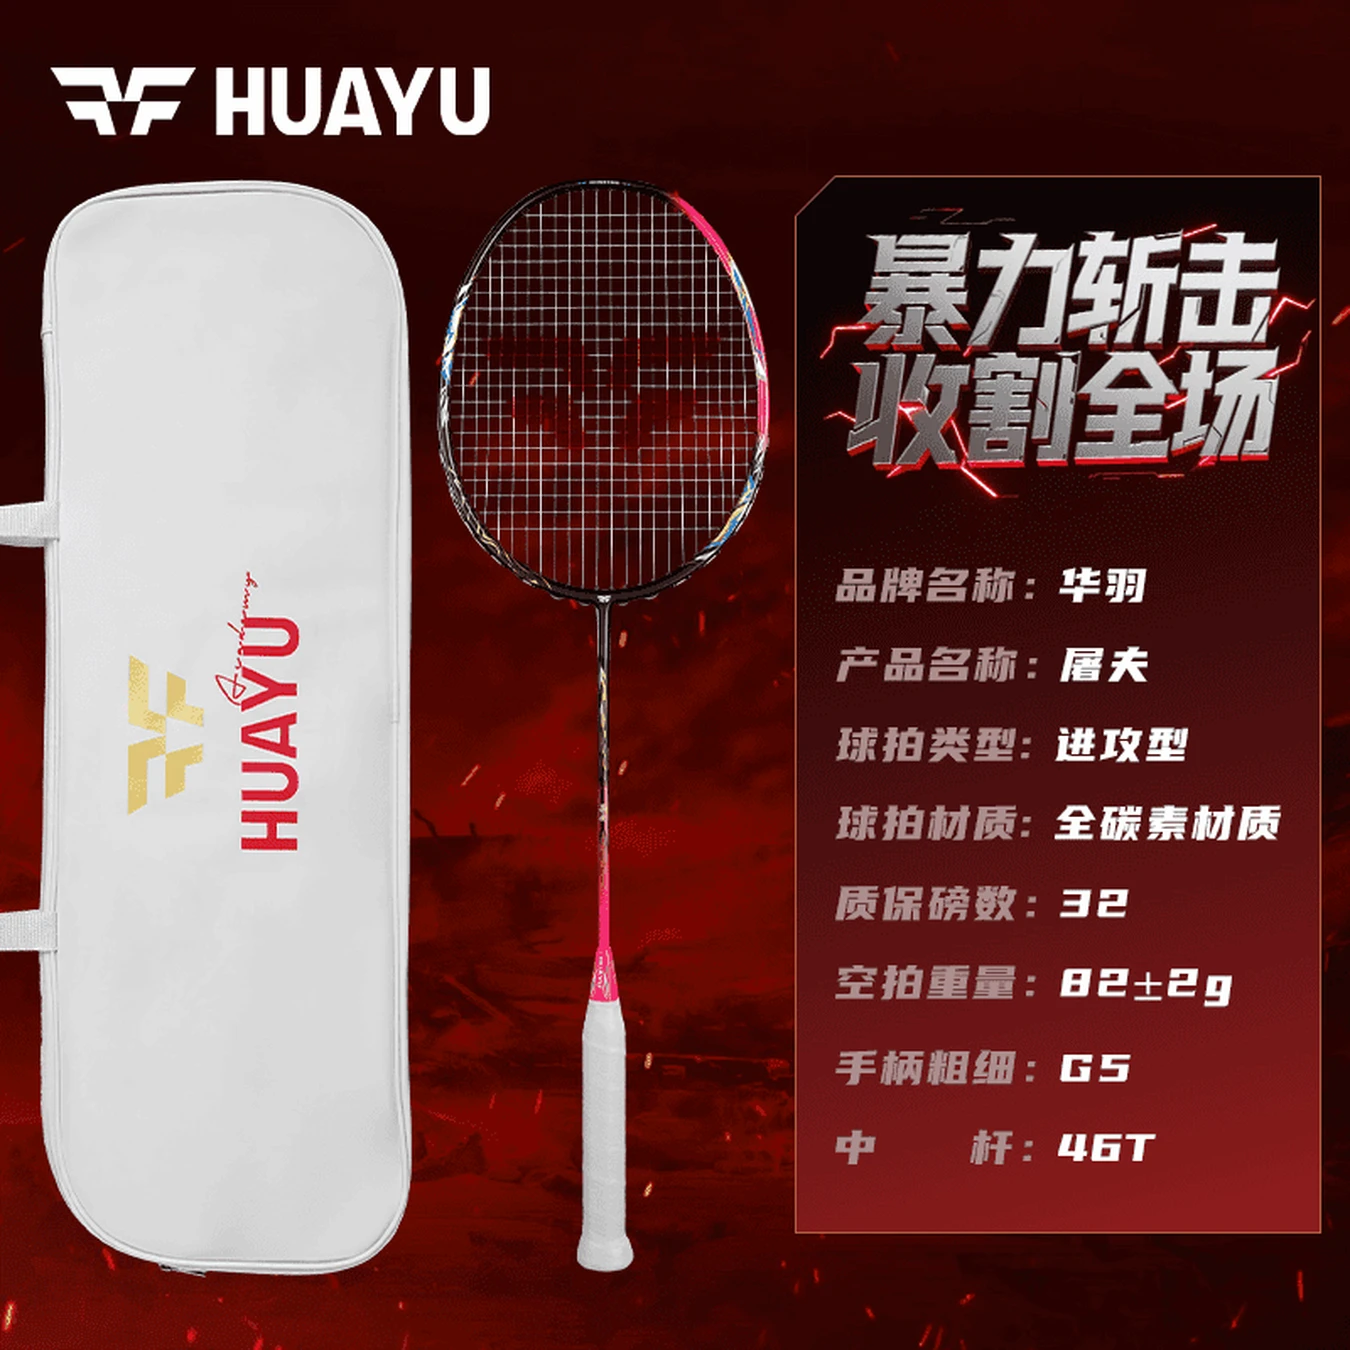 HUAYU
暴力斩击
收割全场
品牌名称：华羽
产品名称：屠夫
球拍类型：进攻型
球拍材质：全碳素材质
质保磅数：32
空拍重量：82±2g
手柄粗细：G5
中 杆：46T
HUAYU